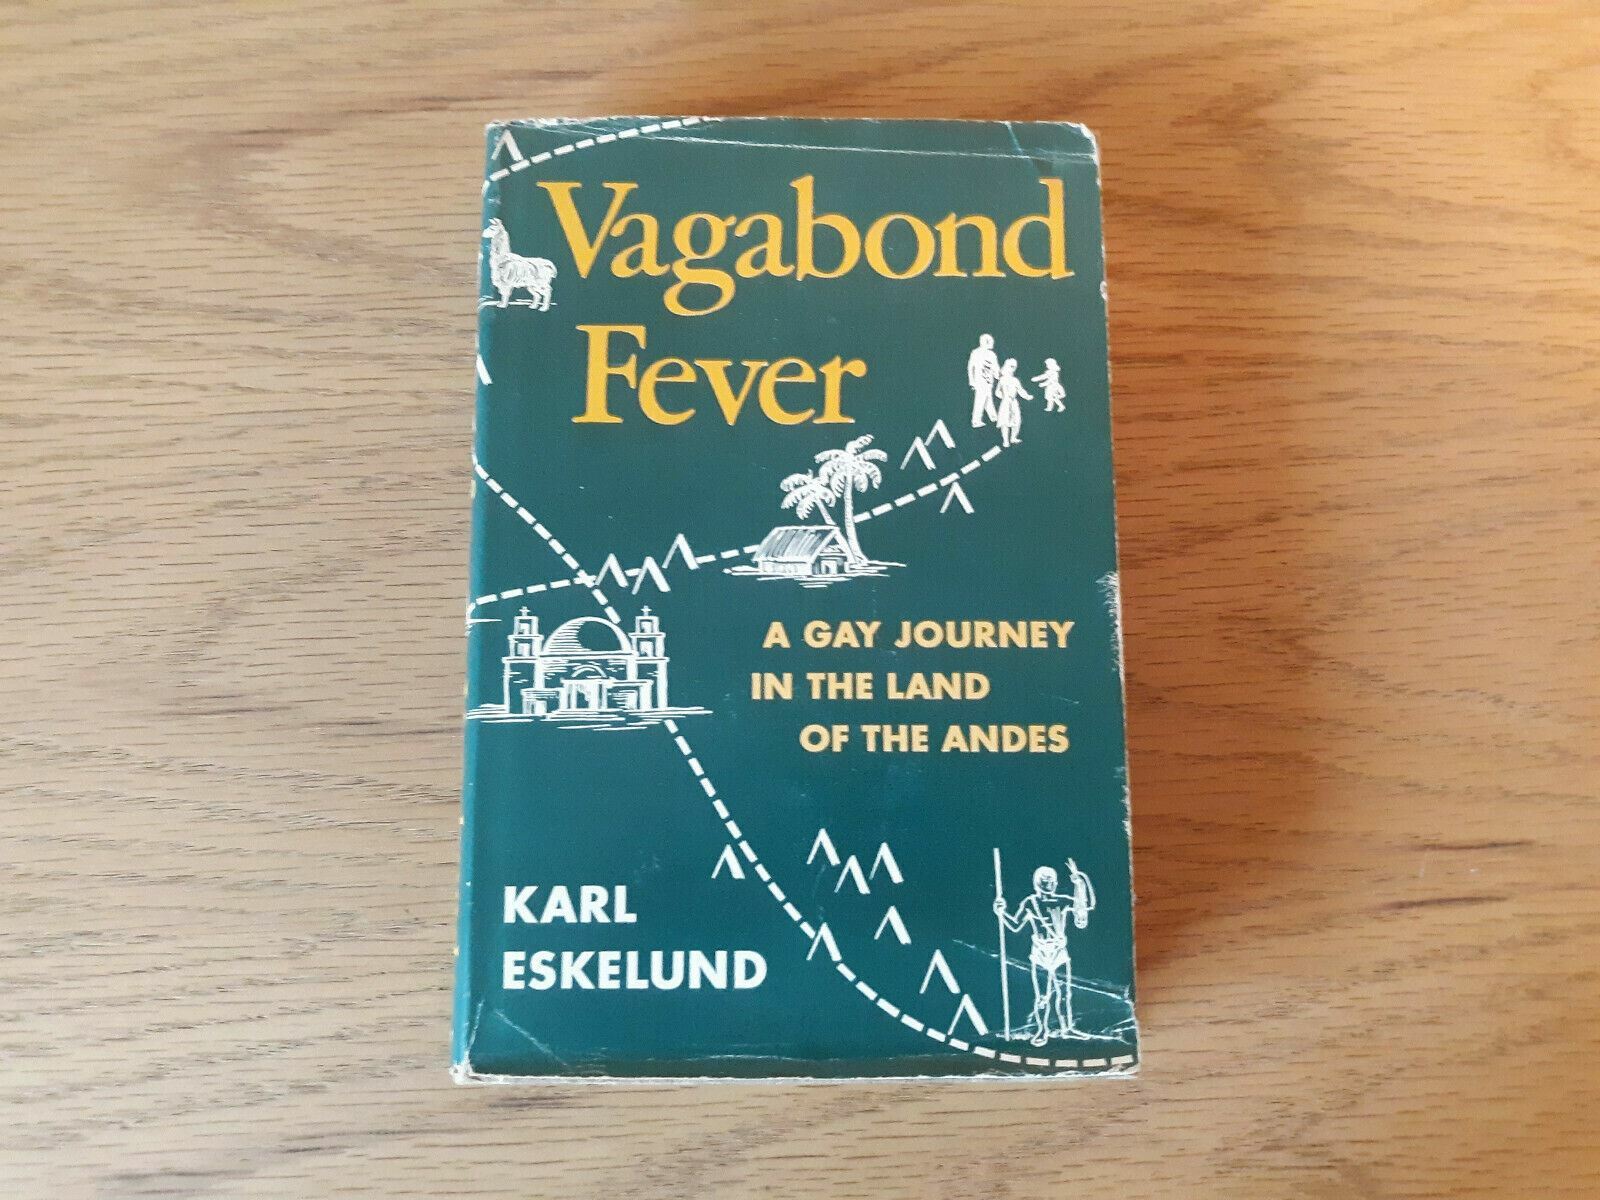 Vagabond
Fever
A GAY JOURNEY
IN THE LAND
OF THE ANDES
KARL
ESKELUND